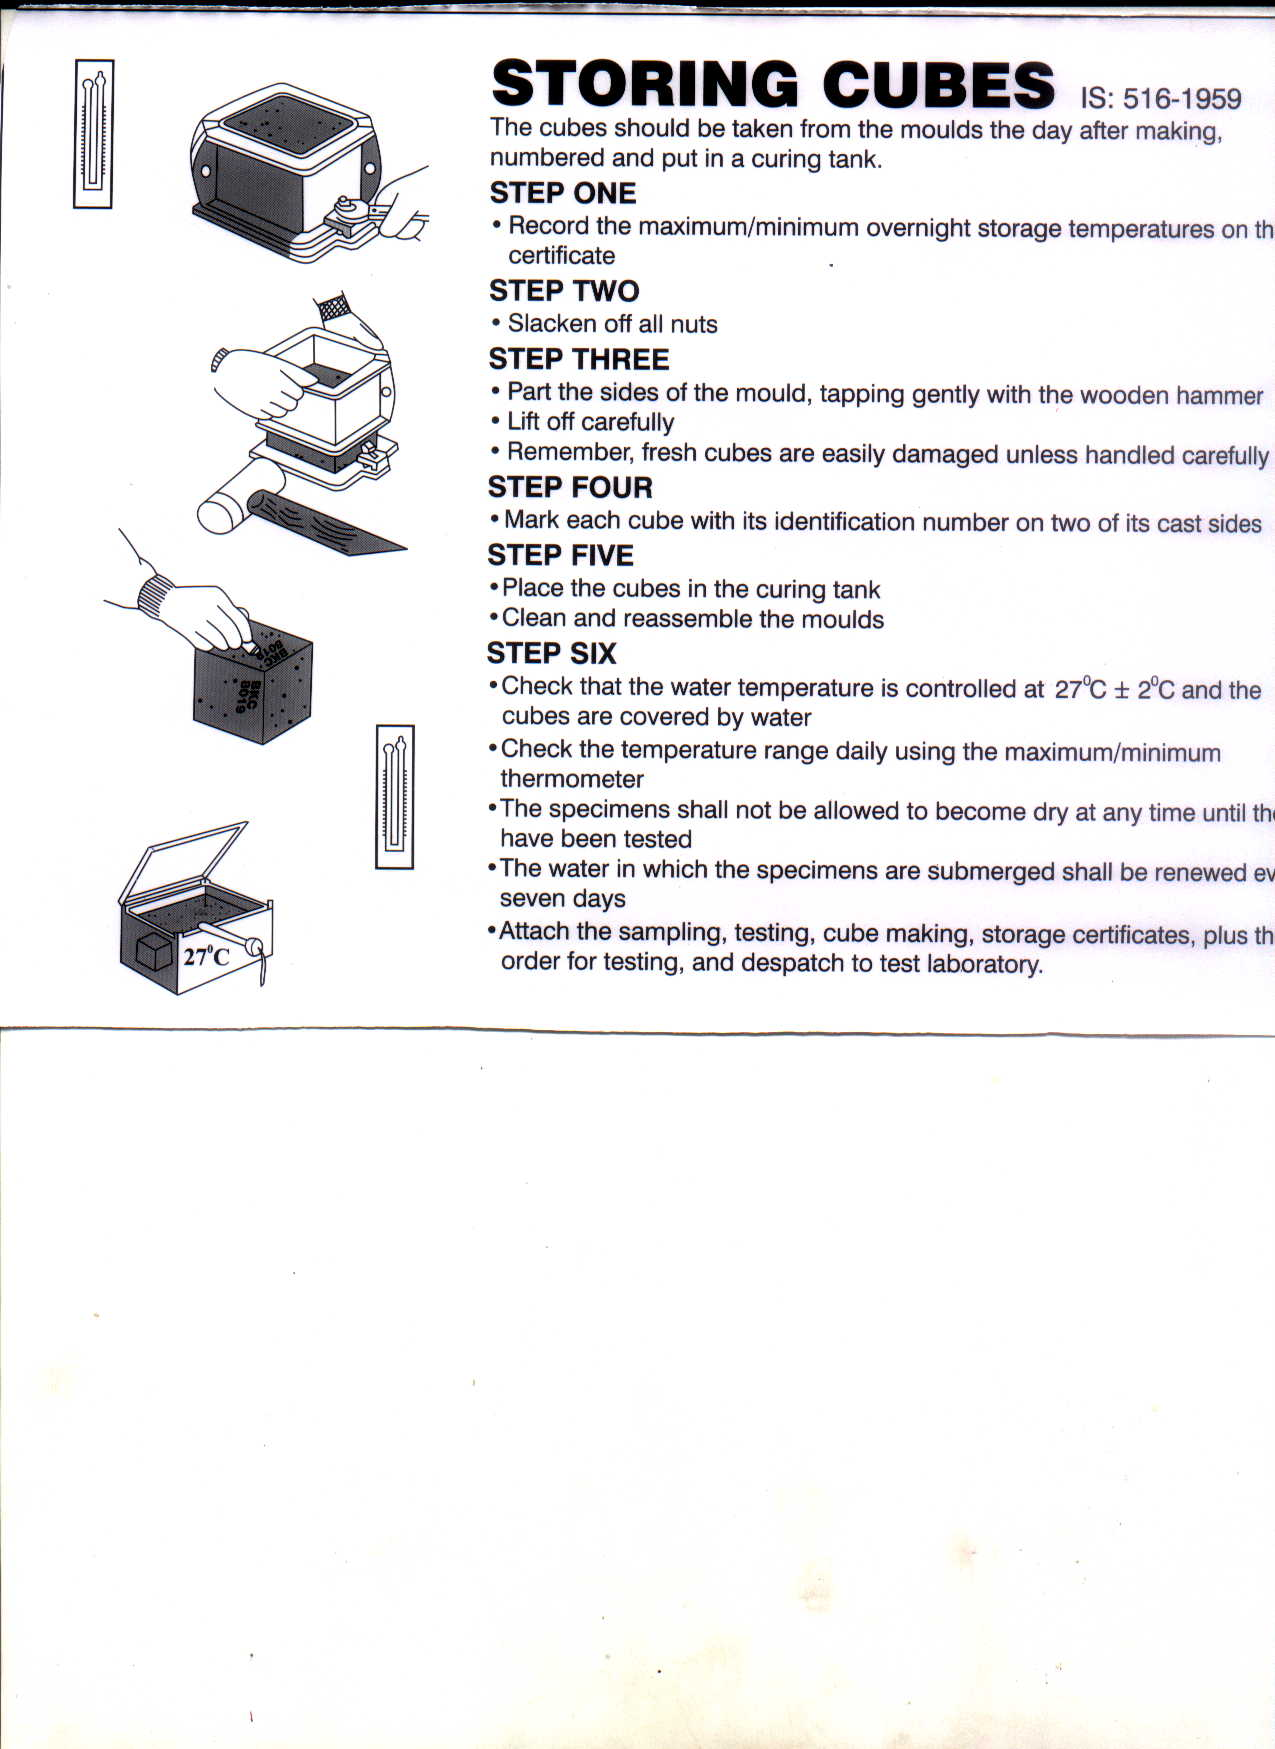 STORING CUBES IS: 516-1959
The cubes should be taken from the moulds the day after making,
numbered and put in a curing tank.
STEP ONE
• Record the maximum/minimum overnight storage temperatures on th
certificate
STEP TWO
• Slacken off all nuts
STEP THREE
• Part the sides of the mould, tapping gently with the wooden hammer
• Lift off carefully
• Remember, fresh cubes are easily damaged unless handled carefully
STEP FOUR
• Mark each cube with its identification number on two of its cast sides
STEP FIVE
• Place the cubes in the curing tank
• Clean and reassemble the moulds
STEP SIX
• Check that the water temperature is controlled at 27⁰C ± 2⁰C and the
cubes are covered by water
• Check the temperature range daily using the maximum/minimum
thermometer
• The specimens shall not be allowed to become dry at any time until the
have been tested
• The water in which the specimens are submerged shall be renewed ev
seven days
• Attach the sampling, testing, cube making, storage certificates, plus th
order for testing, and despatch to test laboratory.
BKC
BKC
8019
27⁰C